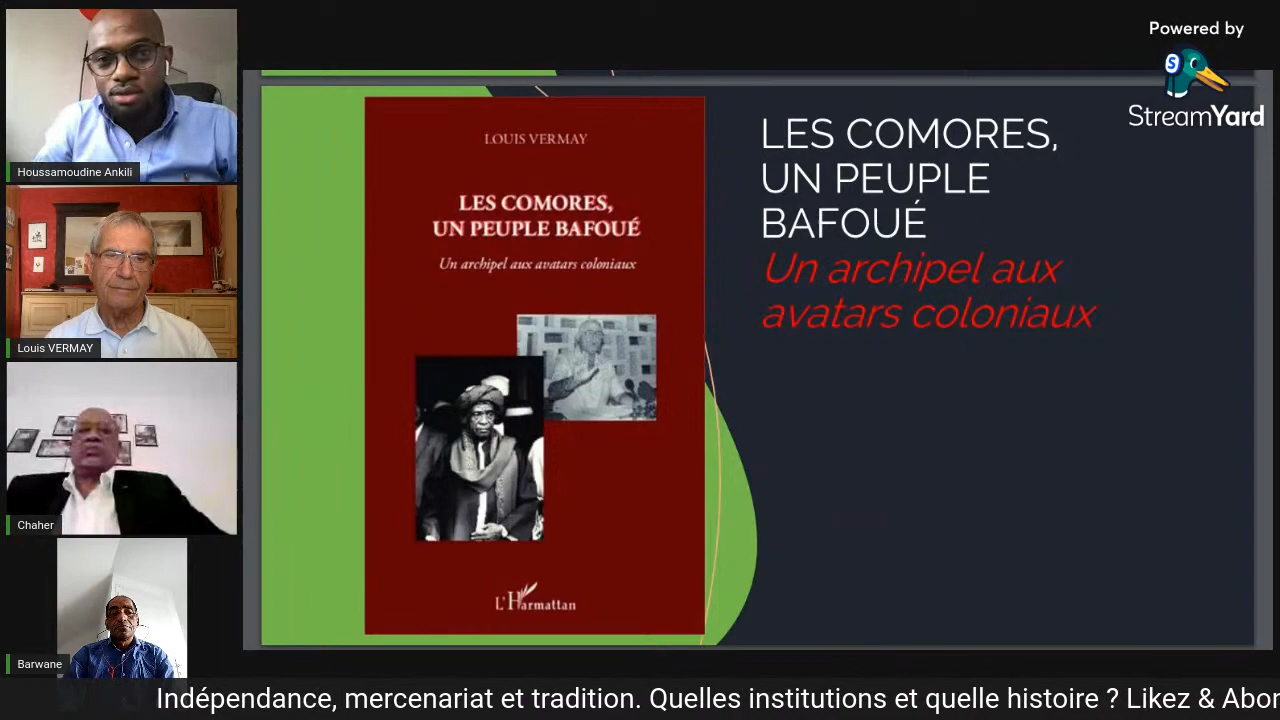 Powered by
StreamYard
Houssamoudine Ankili
Louis VERMAY
Chaher
Barwane
LOUIS VERMAY
LES COMORES,
UN PEUPLE BAFOUÉ
Un archipel aux avatars coloniaux
L'Harmattan
LES COMORES,
UN PEUPLE
BAFOUÉ
Un archipel aux
avatars coloniaux
Indépendance, mercenariat et tradition. Quelles institutions et quelle histoire ? Likez & Abor